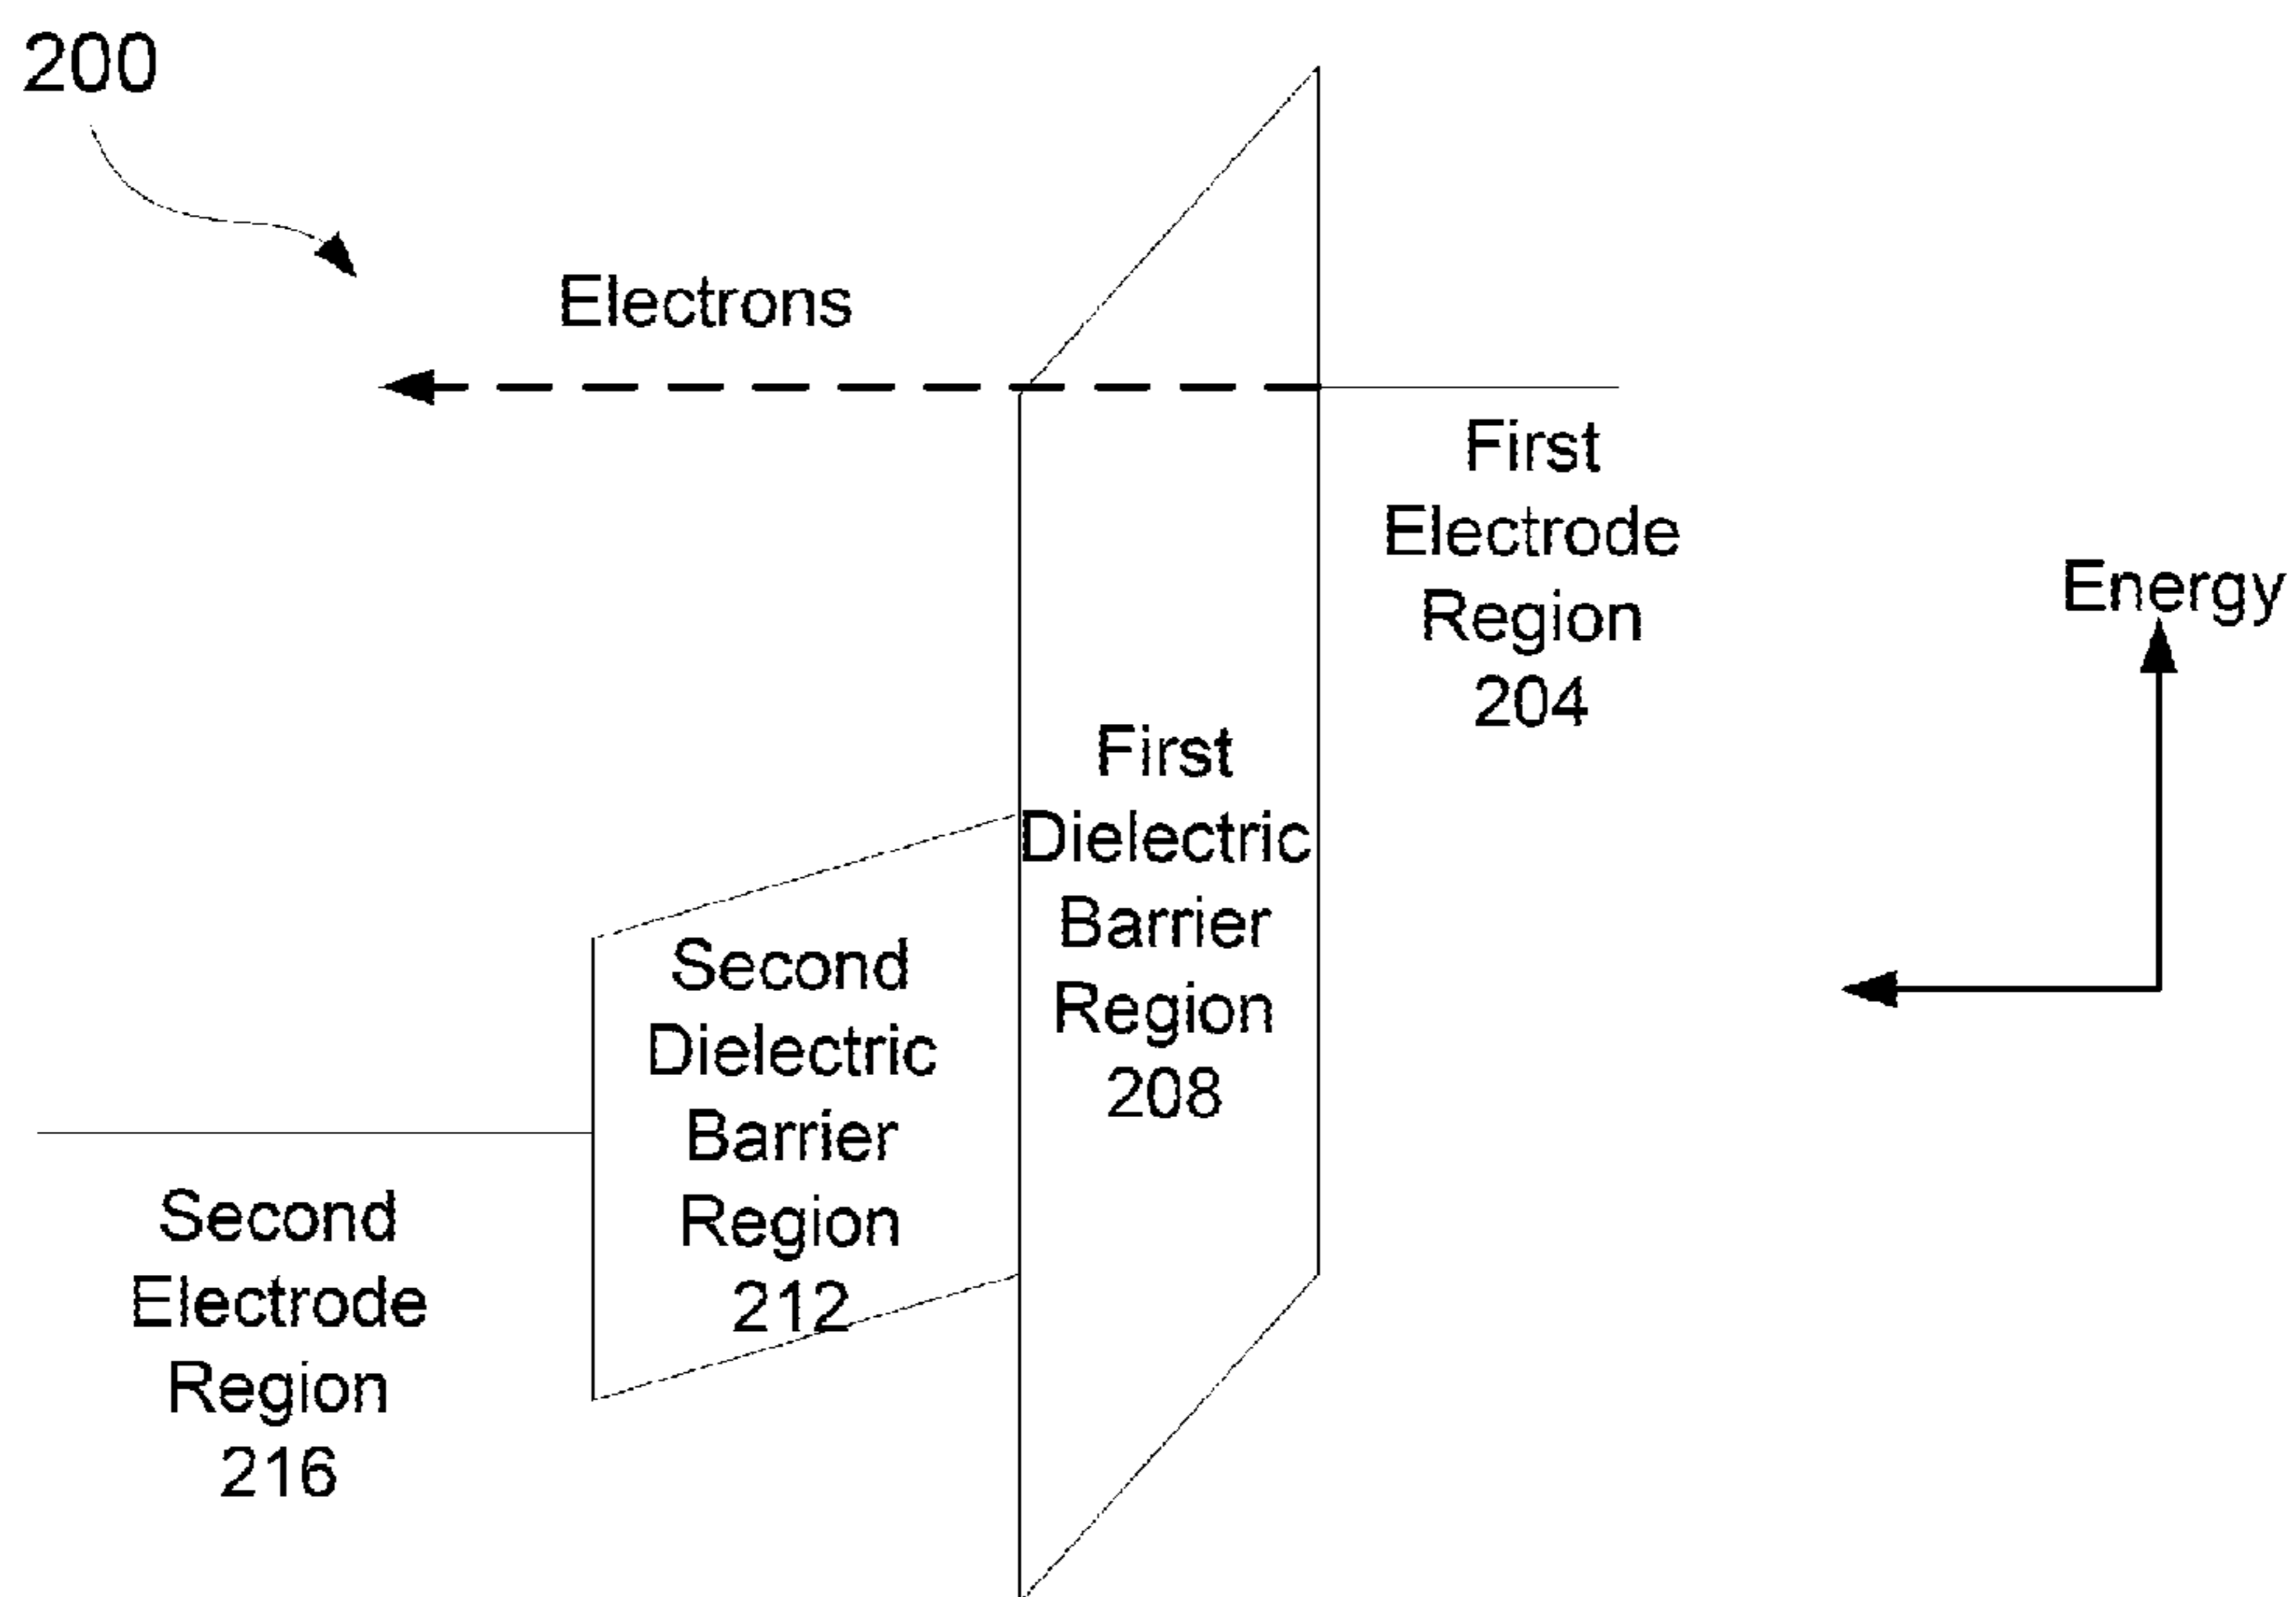 200
Electrons
First
Electrode
Region
204
Energy
First
Dielectric
Barrier
Region
208
Second
Dielectric
Barrier
Region
212
Second
Electrode
Region
216